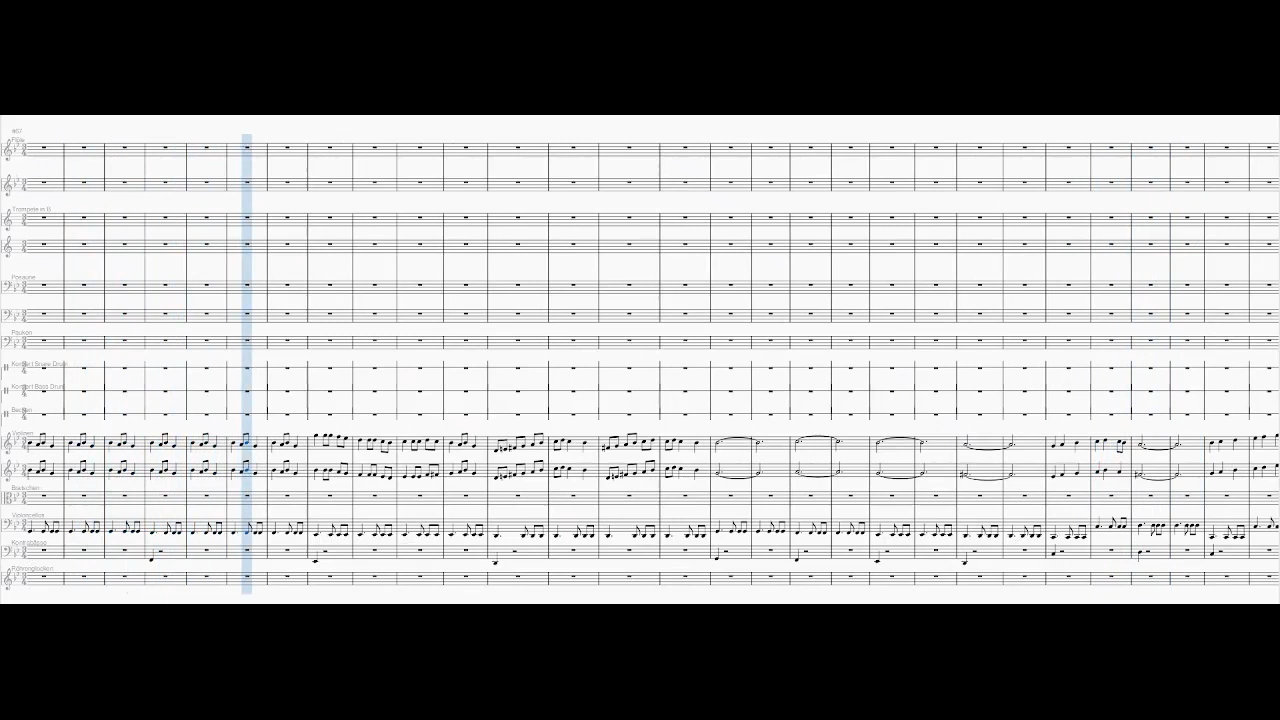 Flöte
Trompete in B
Posaune
Pauken
Konzert Snare Drum
Konzert Bass Drum
Becken
Violinen
Bratschen
Violoncellos
Kontrabässe
Röhrenglocken